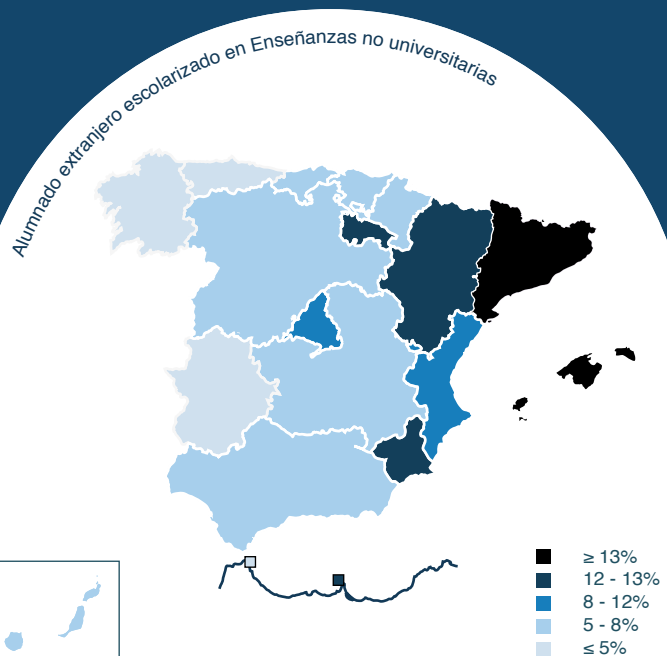 Alumnado extranjero escolarizado en Enseñanzas no universitarias
≥ 13%
12 - 13%
8 - 12%
5 - 8%
≤ 5%